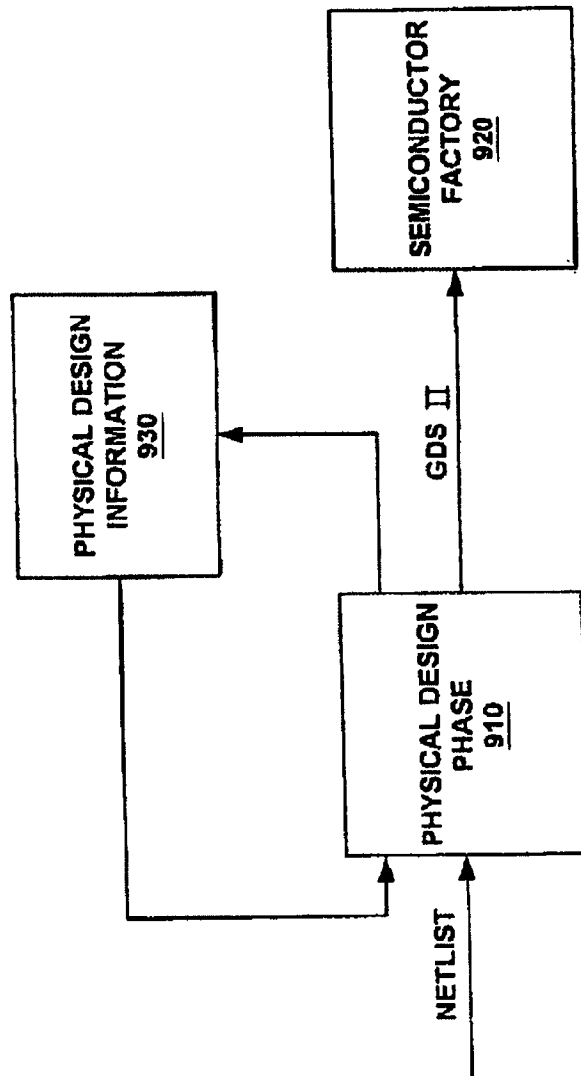 PHYSICAL DESIGN
INFORMATION
930
NETLIST
PHYSICAL DESIGN
PHASE
910
GDS II
SEMICONDUCTOR
FACTORY
920